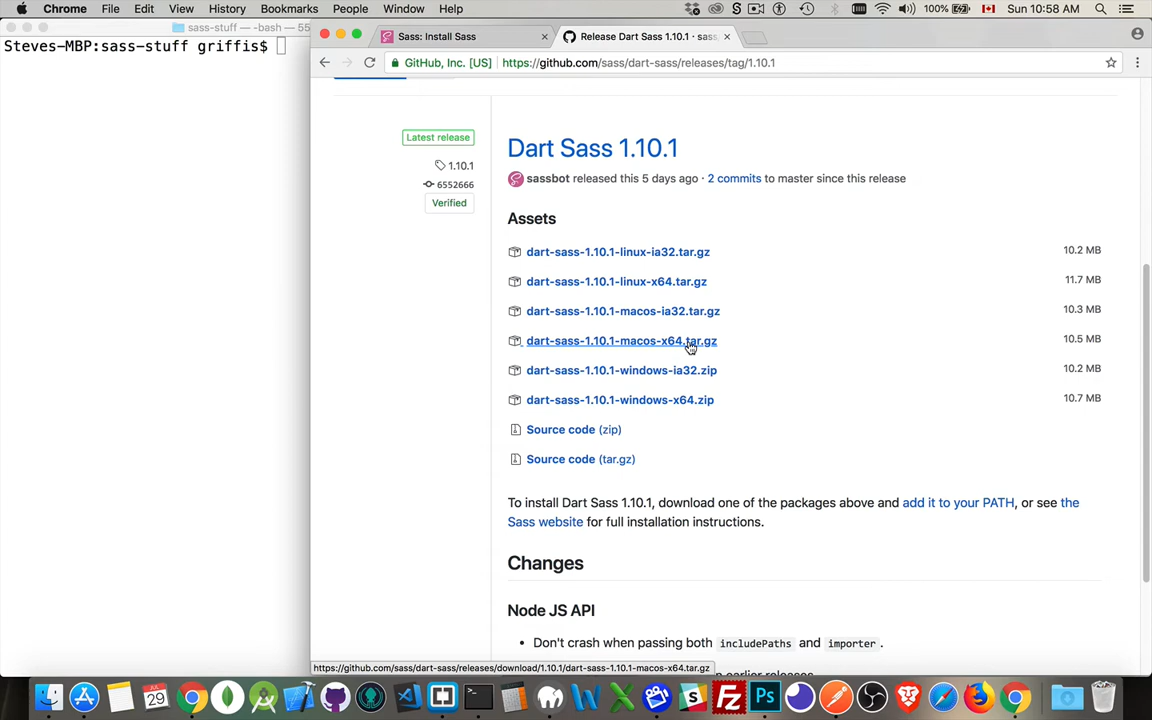 Chrome File Edit View History Bookmarks People Window Help 100% Sun 10:58 AM
sass-stuff — -bash — 55
Steves-MBP:sass-stuff griffis$
Sass: Install Sass
Release Dart Sass 1.10.1 · sass
GitHub, Inc. [US] https://github.com/sass/dart-sass/releases/tag/1.10.1
Latest release
1.10.1
6552666
Verified
Dart Sass 1.10.1
sassbot released this 5 days ago · 2 commits to master since this release
Assets
dart-sass-1.10.1-linux-ia32.tar.gz 10.2 MB
dart-sass-1.10.1-linux-x64.tar.gz 11.7 MB
dart-sass-1.10.1-macos-ia32.tar.gz 10.3 MB
dart-sass-1.10.1-macos-x64.tar.gz 10.5 MB
dart-sass-1.10.1-windows-ia32.zip 10.2 MB
dart-sass-1.10.1-windows-x64.zip 10.7 MB
Source code (zip)
Source code (tar.gz)
To install Dart Sass 1.10.1, download one of the packages above and add it to your PATH, or see the
Sass website for full installation instructions.
Changes
Node JS API
Don't crash when passing both includePaths and importer.
earlier releases
https://github.com/sass/dart-sass/releases/download/1.10.1/dart-sass-1.10.1-macos-x64.tar.gz